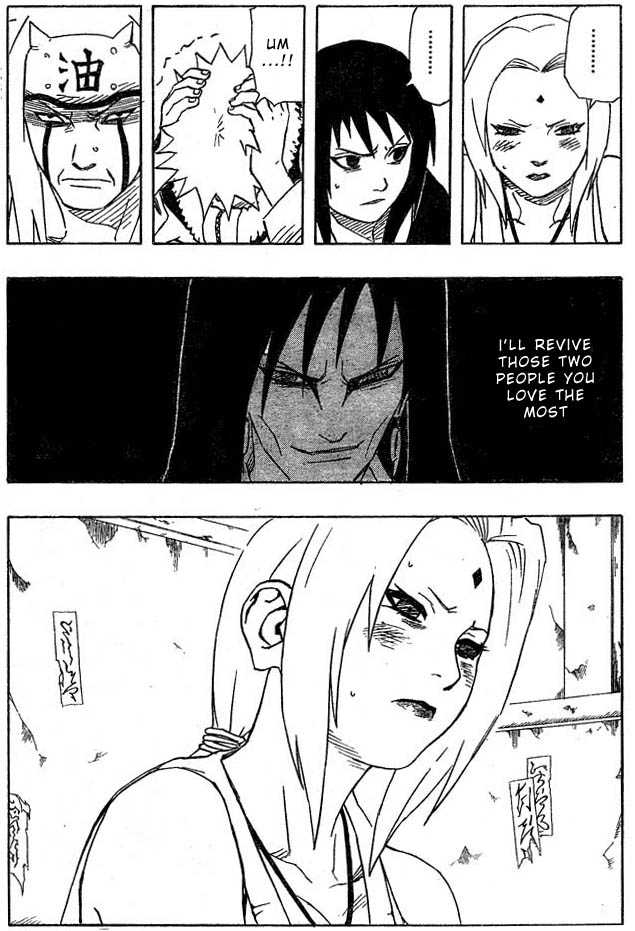 ........
........
UM
...!!
油
I'LL REVIVE
THOSE TWO
PEOPLE YOU
LOVE THE
MOST